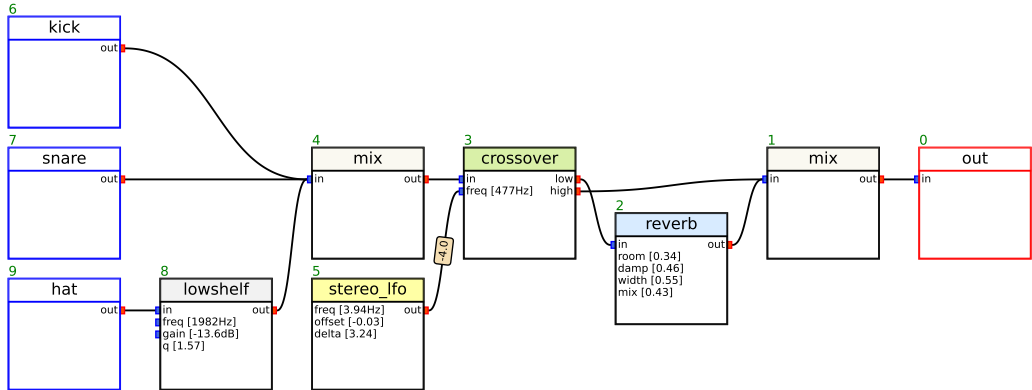 6
kick
out
7
snare
out
9
hat
out
8
lowshelf
in out
freq [1982Hz]
gain [-13.6dB]
q [1.57]
4
mix
in out
5
stereo_lfo
freq [3.94Hz] out
offset [-0.03]
delta [3.24]
-4.0
3
crossover
in low
freq [477Hz] high
2
reverb
in out
room [0.34]
damp [0.46]
width [0.55]
mix [0.43]
1
mix
in out
0
out
in